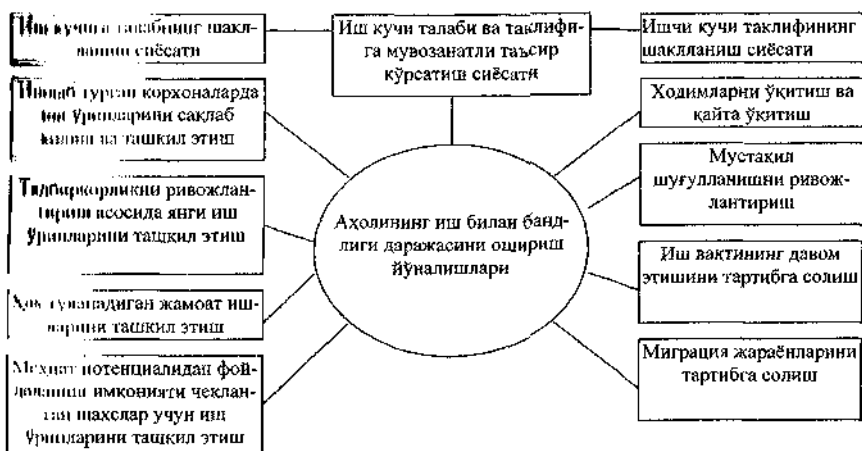 Иш кучига талабнинг шакл-
ланиш сиёсати
Иш кучи талаби ва таклифи-
га мувозанатли таъсир
кўрсатиш сиёсати
Ишчи кучи таклифининг
шаклланиш сиёсати
Ишлаб турган корхоналарда
иш ўринларини сақлаб
қолиш ва ташкил этиш
Тадбиркорликни ривожлан-
тириш асосида янги иш
ўринларини ташкил этиш
Ҳақ тўланадиган жамоат иш-
ларини ташкил этиш
Меҳнат потенциалидан фой-
даланиш имконияти чеклан-
ган шахслар учун иш
ўринларини ташкил этиш
Аҳолининг иш билан банд-
лиги даражасини ошириш
йўналишлари
Ходимларни ўқитиш ва
қайта ўқитиш
Мустақил
шуғулланишни ривож-
лантириш
Иш вақтининг давом
этишини тартибга солиш
Миграция жараёнларини
тартибга солиш